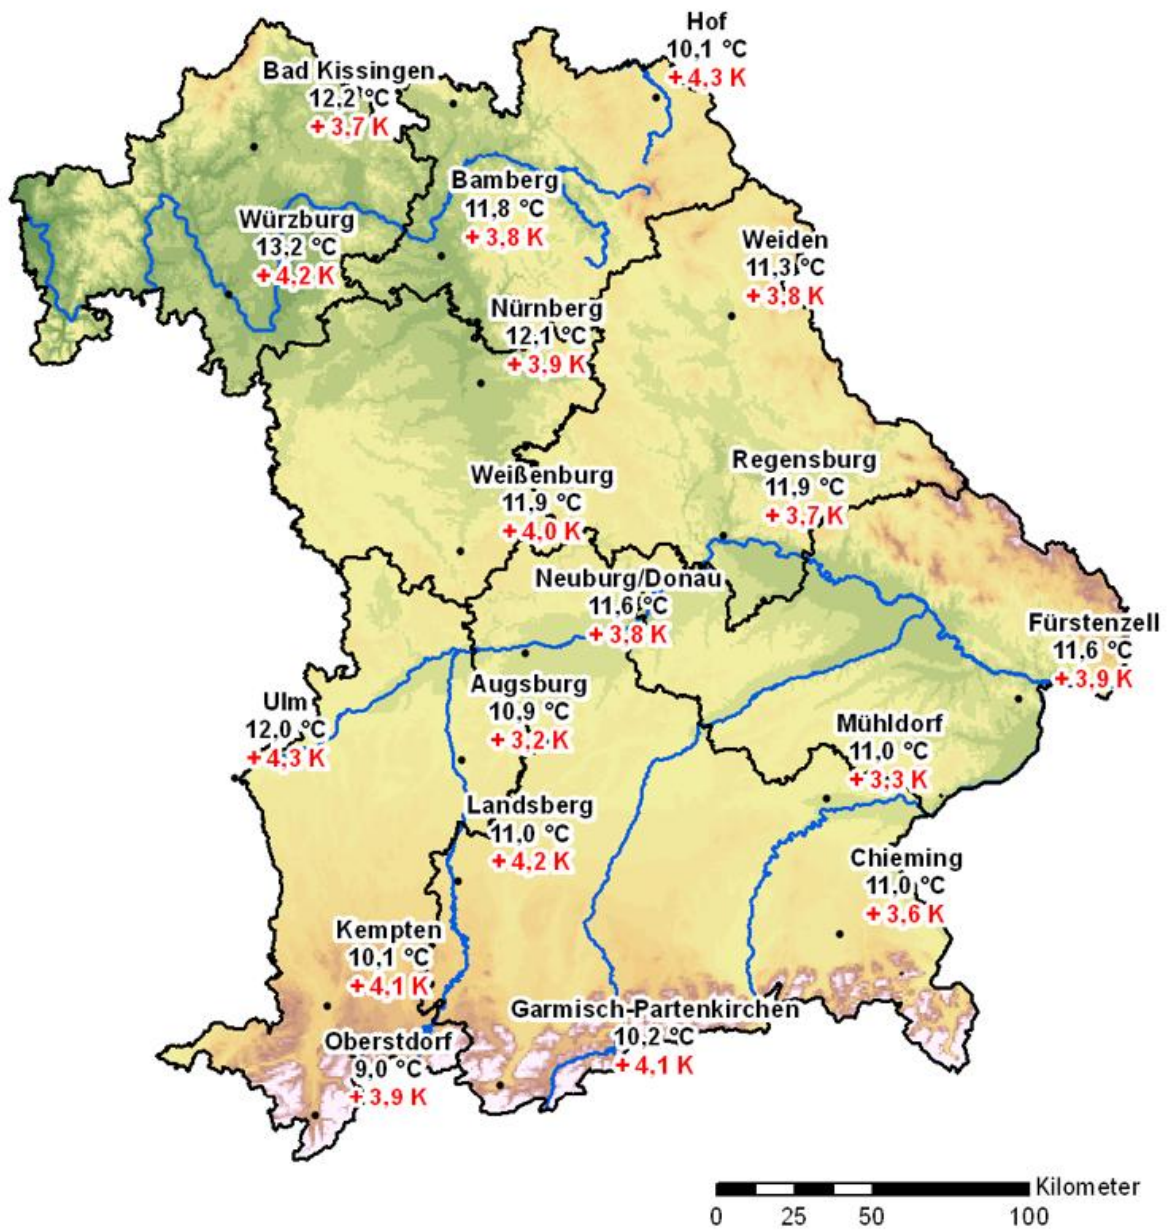 Hof
10,1 °C
+ 4,3 K
Bad Kissingen
12,2 °C
+ 3,7 K
Bamberg
11,8 °C
+ 3,8 K
Würzburg
13,2 °C
+ 4,2 K
Weiden
11,3 °C
+ 3,8 K
Nürnberg
12,1 °C
+ 3,9 K
Regensburg
11,9 °C
+ 3,7 K
Weißenburg
11,9 °C
+ 4,0 K
Neuburg/Donau
11,6 °C
+ 3,8 K
Fürstenzell
11,6 °C
+ 3,9 K
Ulm
12,0 °C
+ 4,3 K
Augsburg
10,9 °C
+ 3,2 K
Mühldorf
11,0 °C
+ 3,3 K
Landsberg
11,0 °C
+ 4,2 K
Chieming
11,0 °C
+ 3,6 K
Kempten
10,1 °C
+ 4,1 K
Garmisch-Partenkirchen
10,2 °C
+ 4,1 K
Oberstdorf
9,0 °C
+ 3,9 K
Kilometer
0 25 50 100